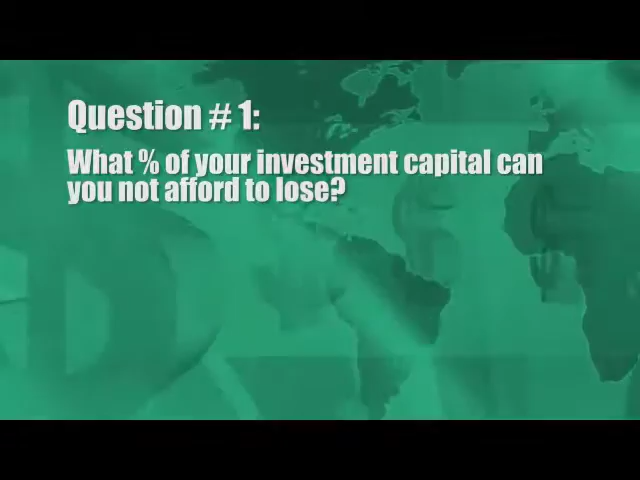 Question # 1:
What % of your investment capital can
you not afford to lose?